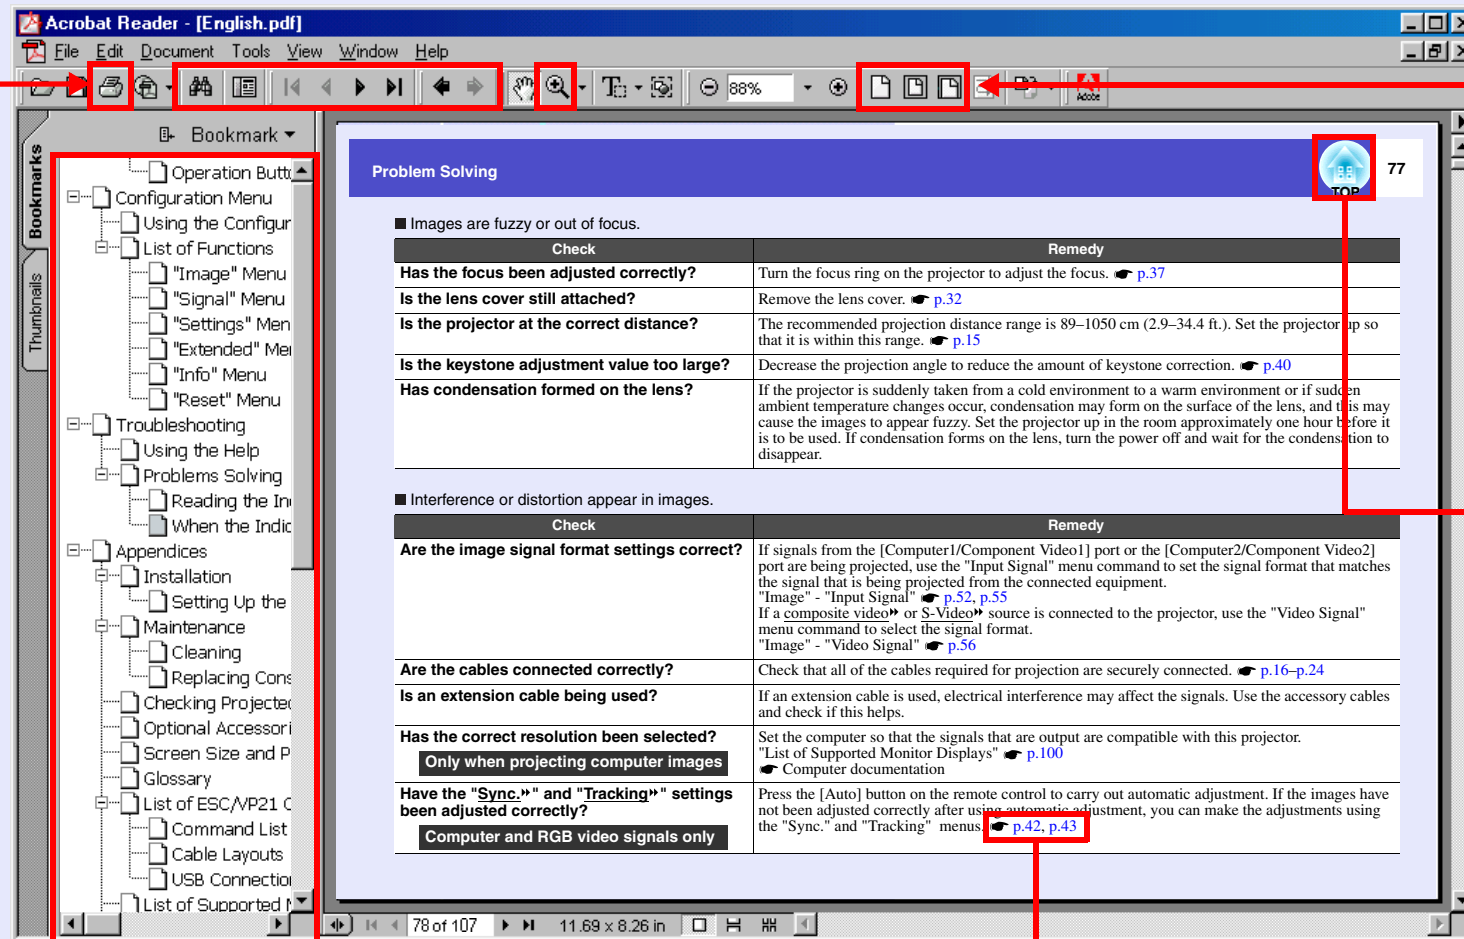 Acrobat Reader - [English.pdf]
File Edit Document Tools View Window Help
88%
Adobe
Bookmarks
Thumbnails
Bookmark
Operation Butt
Configuration Menu
Using the Configur
List of Functions
"Image" Menu
"Signal" Menu
"Settings" Men
"Extended" Me
"Info" Menu
"Reset" Menu
Troubleshooting
Using the Help
Problems Solving
Reading the In
When the Indic
Appendices
Installation
Setting Up the
Maintenance
Cleaning
Replacing Cons
Checking Projected
Optional Accessori
Screen Size and P
Glossary
List of ESC/VP21 C
Command List
Cable Layouts
USB Connection
List of Supported
Problem Solving
TOP
77
■ Images are fuzzy or out of focus.
Check Remedy
Has the focus been adjusted correctly? Turn the focus ring on the projector to adjust the focus. ☛ p.37
Is the lens cover still attached? Remove the lens cover. ☛ p.32
Is the projector at the correct distance? The recommended projection distance range is 89–1050 cm (2.9–34.4 ft.). Set the projector up so
that it is within this range. ☛ p.15
Is the keystone adjustment value too large? Decrease the projection angle to reduce the amount of keystone correction. ☛ p.40
Has condensation formed on the lens? If the projector is suddenly taken from a cold environment to a warm environment or if sudden
ambient temperature changes occur, condensation may form on the surface of the lens, and this may
cause the images to appear fuzzy. Set the projector up in the room approximately one hour before it
is to be used. If condensation forms on the lens, turn the power off and wait for the condensation to
disappear.
■ Interference or distortion appear in images.
Check Remedy
Are the image signal format settings correct? If signals from the [Computer1/Component Video1] port or the [Computer2/Component Video2]
port are being projected, use the "Input Signal" menu command to set the signal format that matches
the signal that is being projected from the connected equipment.
"Image" - "Input Signal" ☛ p.52, p.55
If a composite video or S-Video source is connected to the projector, use the "Video Signal"
menu command to select the signal format.
"Image" - "Video Signal" ☛ p.56
Are the cables connected correctly? Check that all of the cables required for projection are securely connected. ☛ p.16–p.24
Is an extension cable being used? If an extension cable is used, electrical interference may affect the signals. Use the accessory cables
and check if this helps.
Has the correct resolution been selected? Set the computer so that the signals that are output are compatible with this projector.
Only when projecting computer images "List of Supported Monitor Displays" ☛ p.100
☛ Computer documentation
Have the "Sync." and "Tracking" settings Press the [Auto] button on the remote control to carry out automatic adjustment. If the images have
been adjusted correctly? not been adjusted correctly after using automatic adjustment, you can make the adjustments using
Computer and RGB video signals only the "Sync." and "Tracking" menus. ☛ p.42, p.43
78 of 107 11.69 x 8.26 in